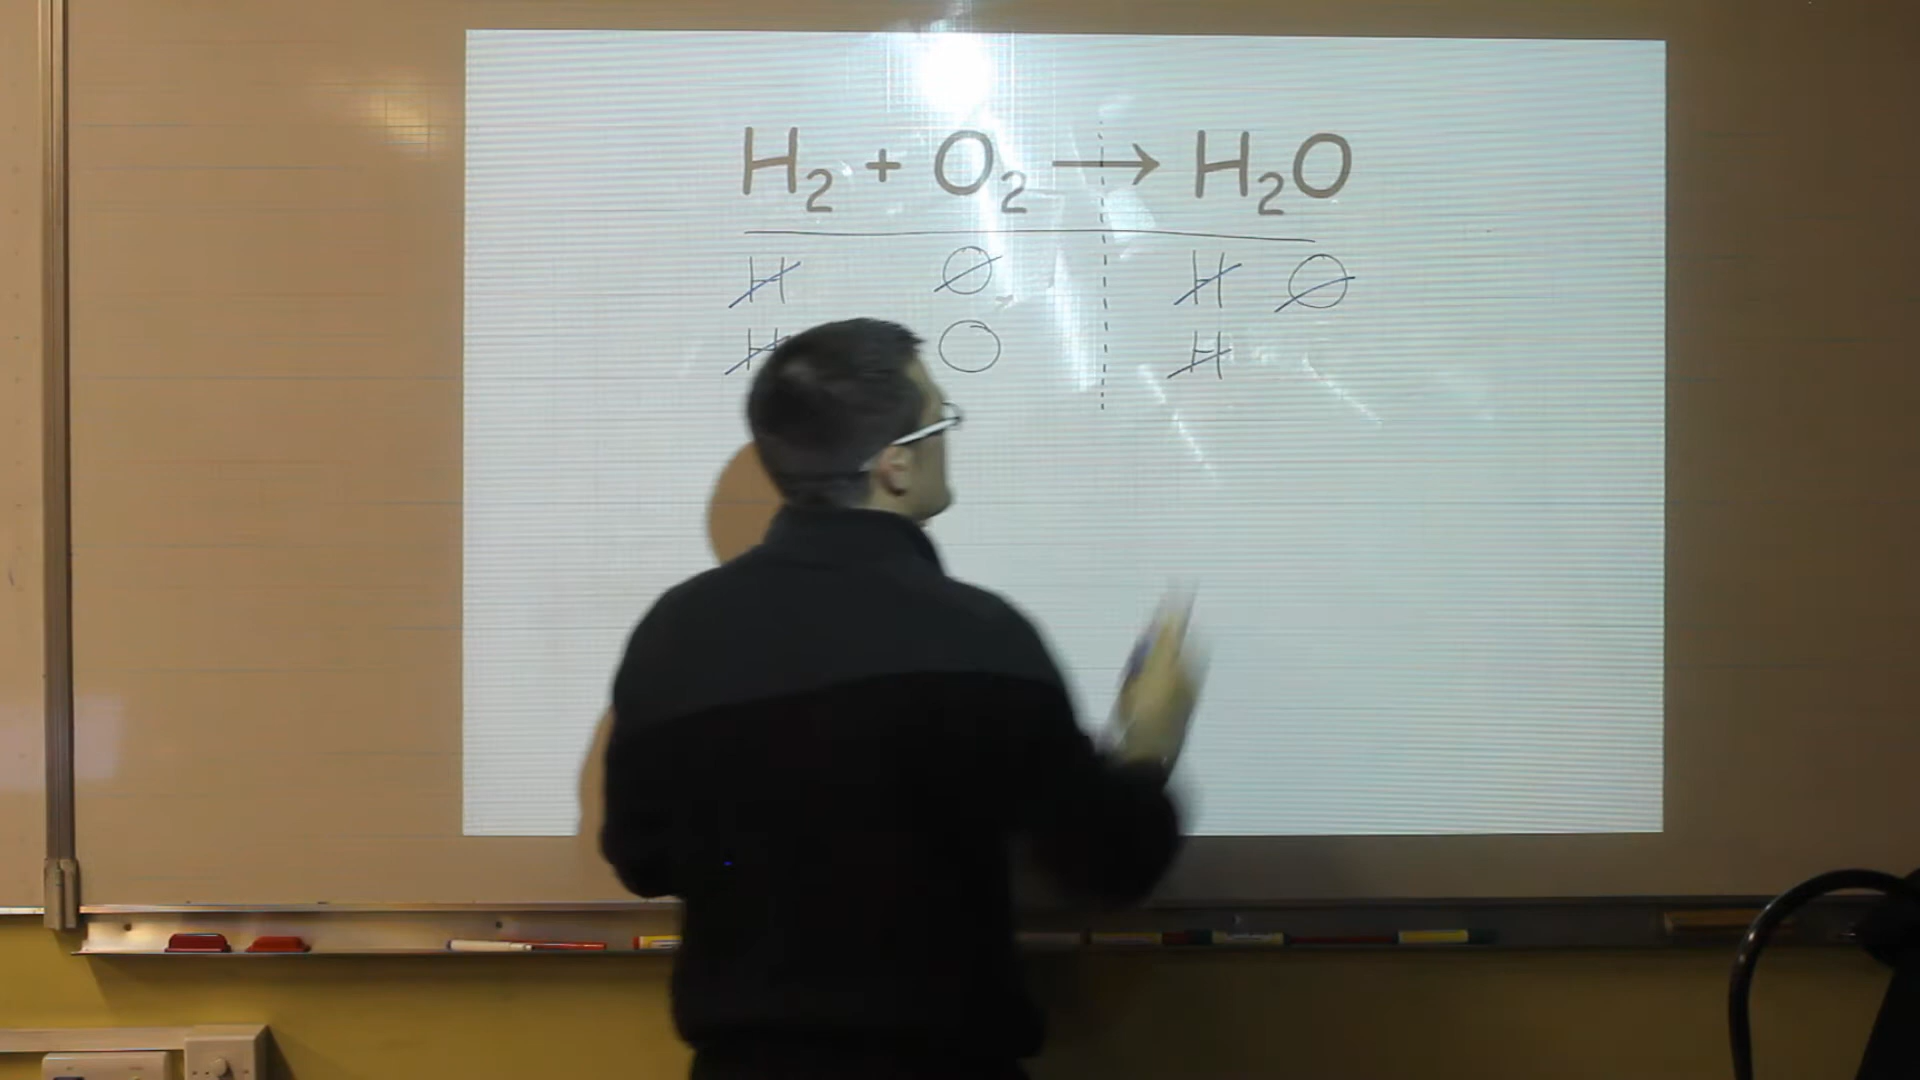 H₂ + O₂ → H₂O
H O H O
H O H